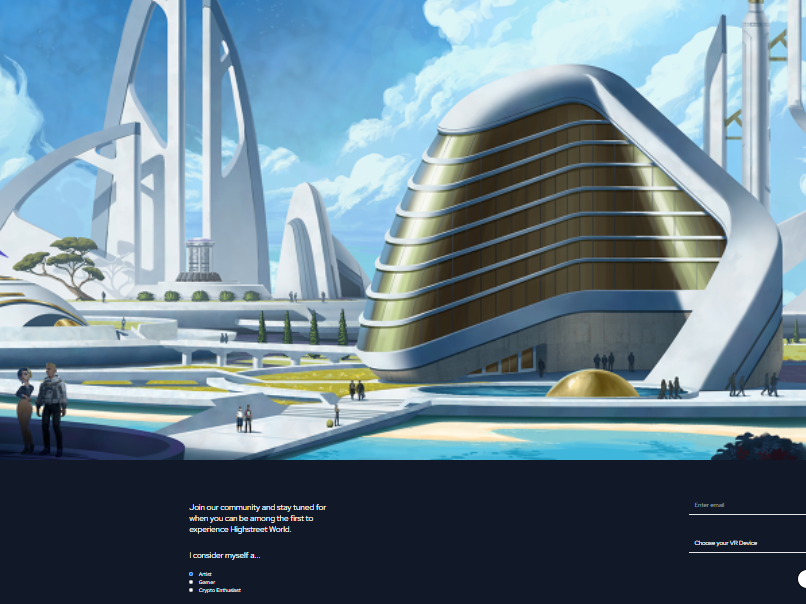 Join our community and stay tuned for
when you can be among the first to
experience Highstreet World.
I consider myself a...
Artist
Gamer
Crypto Enthusiast
Enter email
Choose your VR Device